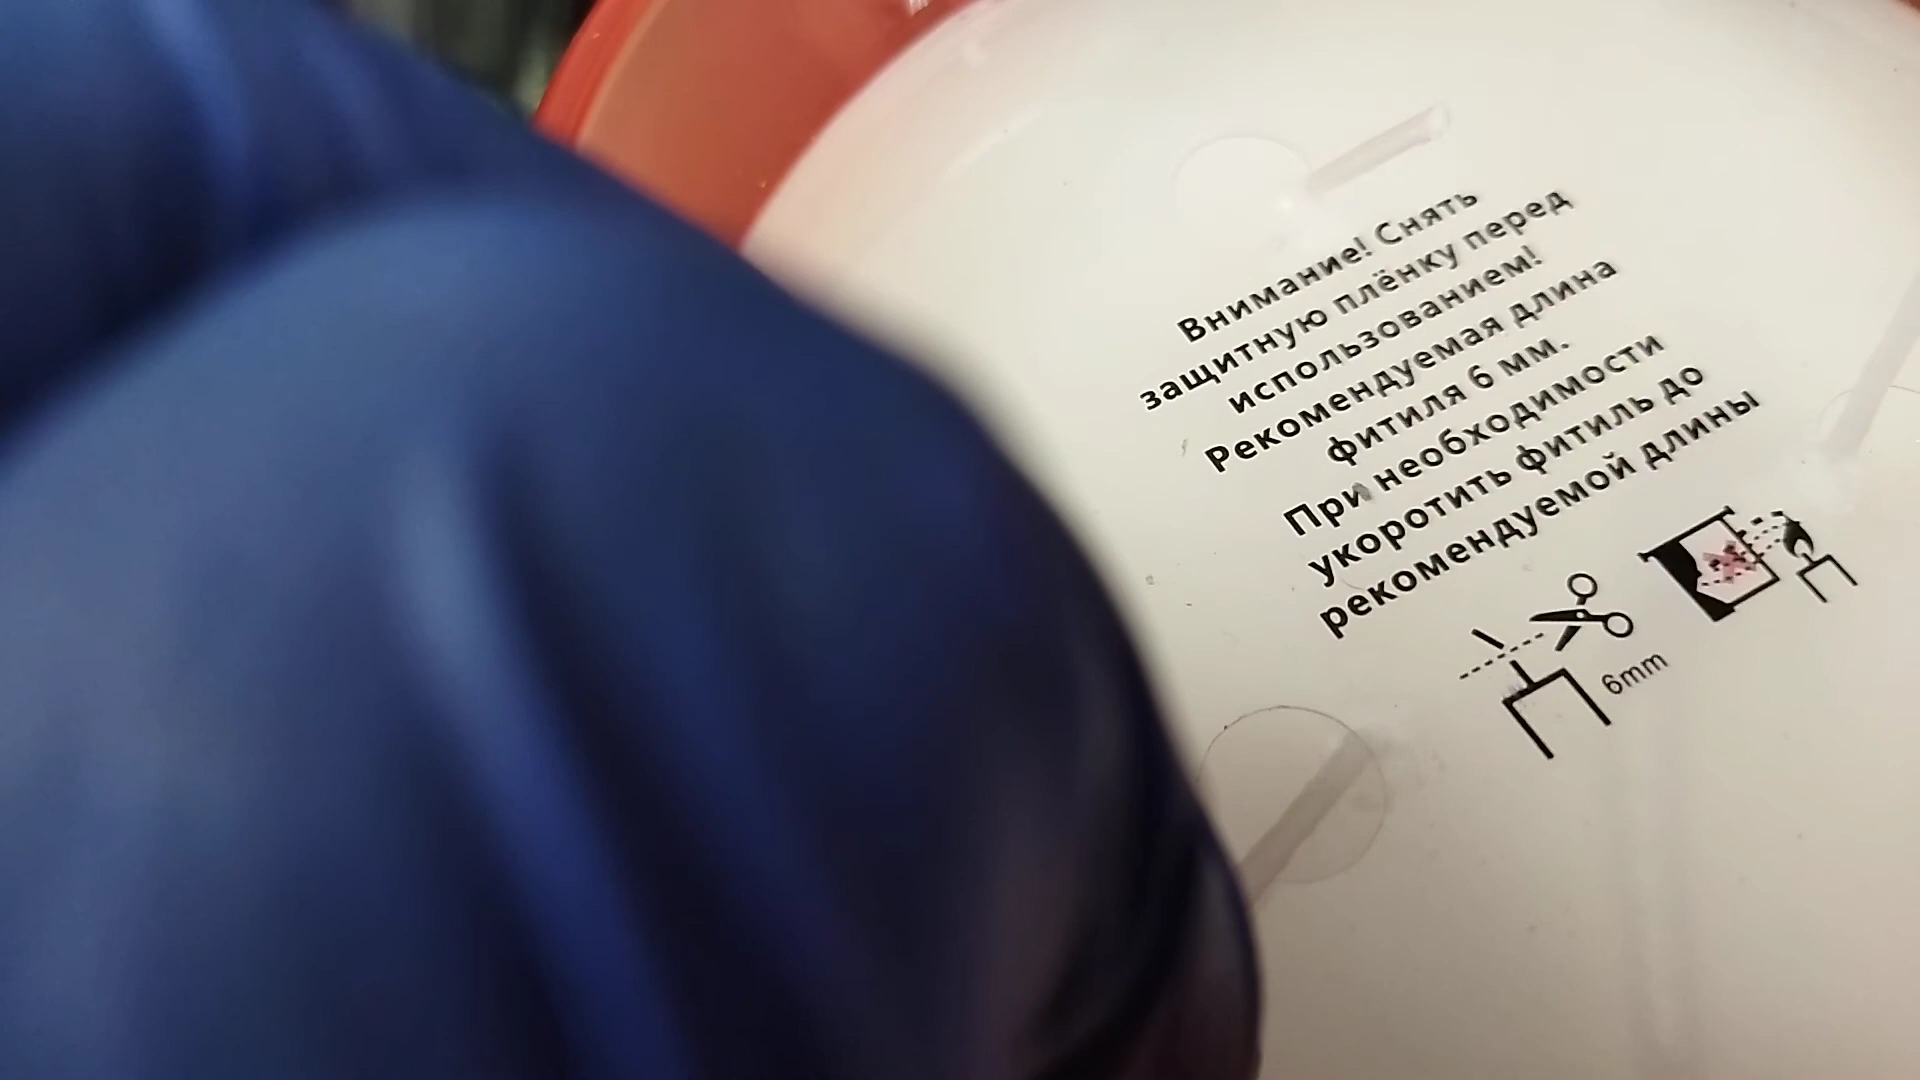 Внимание! Снять
защитную плёнку перед
использованием!
Рекомендуемая длина
фитиля 6 мм.
При необходимости
укоротить фитиль до
рекомендуемой длины
6mm